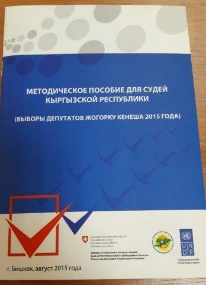 МЕТОДИЧЕСКОЕ ПОСОБИЕ ДЛЯ СУДЕЙ
КЫРГЫЗСКОЙ РЕСПУБЛИКИ
(ВЫБОРЫ ДЕПУТАТОВ ЖОГОРКУ КЕНЕША 2015 ГОДА)
U N
D P
г. Бишкек, август 2015 года